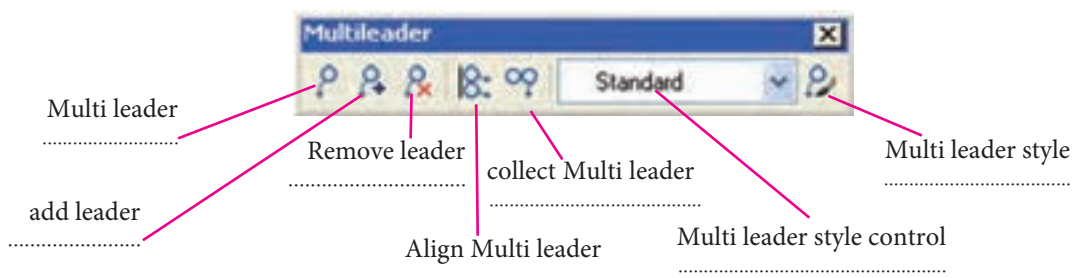 Multileader
Standard
Multi leader
Remove leader
collect Multi leader
Multi leader style
add leader
Align Multi leader
Multi leader style control